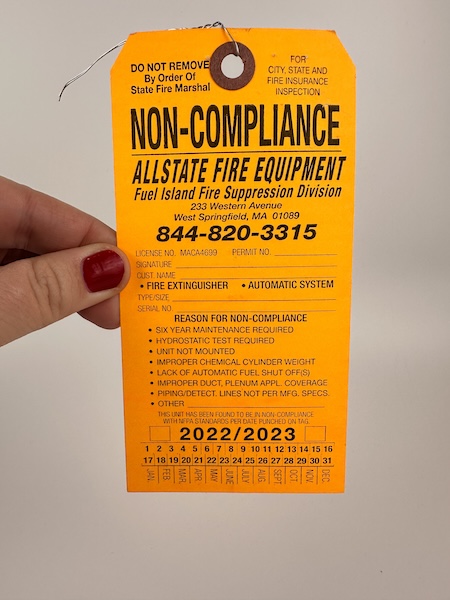 DO NOT REMOVE
By Order Of
State Fire Marshal
FOR
CITY, STATE AND
FIRE INSURANCE
INSPECTION
NON-COMPLIANCE
ALLSTATE FIRE EQUIPMENT
Fuel Island Fire Suppression Division
233 Western Avenue
West Springfield, MA 01089
844-820-3315
LICENSE NO. MACA4699 PERMIT NO.
SIGNATURE
CUST. NAME
• FIRE EXTINGUISHER • AUTOMATIC SYSTEM
TYPE/SIZE
SERIAL NO.
REASON FOR NON-COMPLIANCE
• SIX YEAR MAINTENANCE REQUIRED
• HYDROSTATIC TEST REQUIRED
• UNIT NOT MOUNTED
• IMPROPER CHEMICAL CYLINDER WEIGHT
• LACK OF AUTOMATIC FUEL SHUT OFF(S)
• IMPROPER DUCT, PLENUM APPL. COVERAGE
• PIPING/DETECT. LINES NOT PER MFG. SPECS.
• OTHER
THIS UNIT HAS BEEN FOUND TO BE IN NON-COMPLIANCE
WITH NFPA STANDARDS PER DATE PUNCHED ON TAG.
2022/2023
1 2 3 4 5 6 7 8 9 10 11 12 13 14 15 16
17 18 19 20 21 22 23 24 25 26 27 28 29 30 31
JAN. FEB. MAR. APR. MAY JUNE JULY AUG. SEPT. OCT. NOV. DEC.